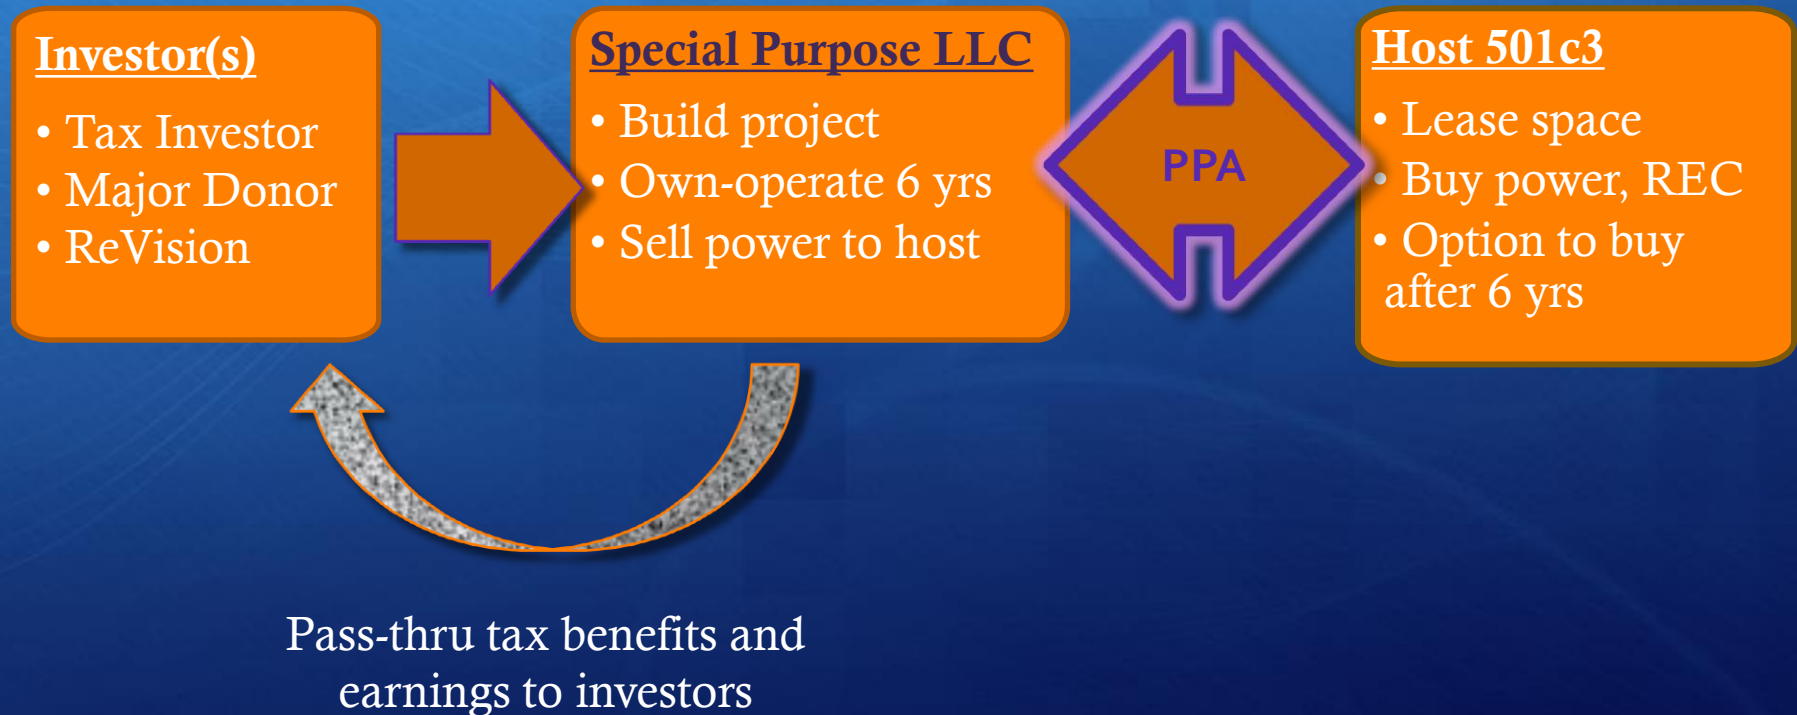 Investor(s)
• Tax Investor
• Major Donor
• ReVision
Special Purpose LLC
• Build project
• Own-operate 6 yrs
• Sell power to host
PPA
Host 501c3
• Lease space
• Buy power, REC
• Option to buy
after 6 yrs
Pass-thru tax benefits and
earnings to investors